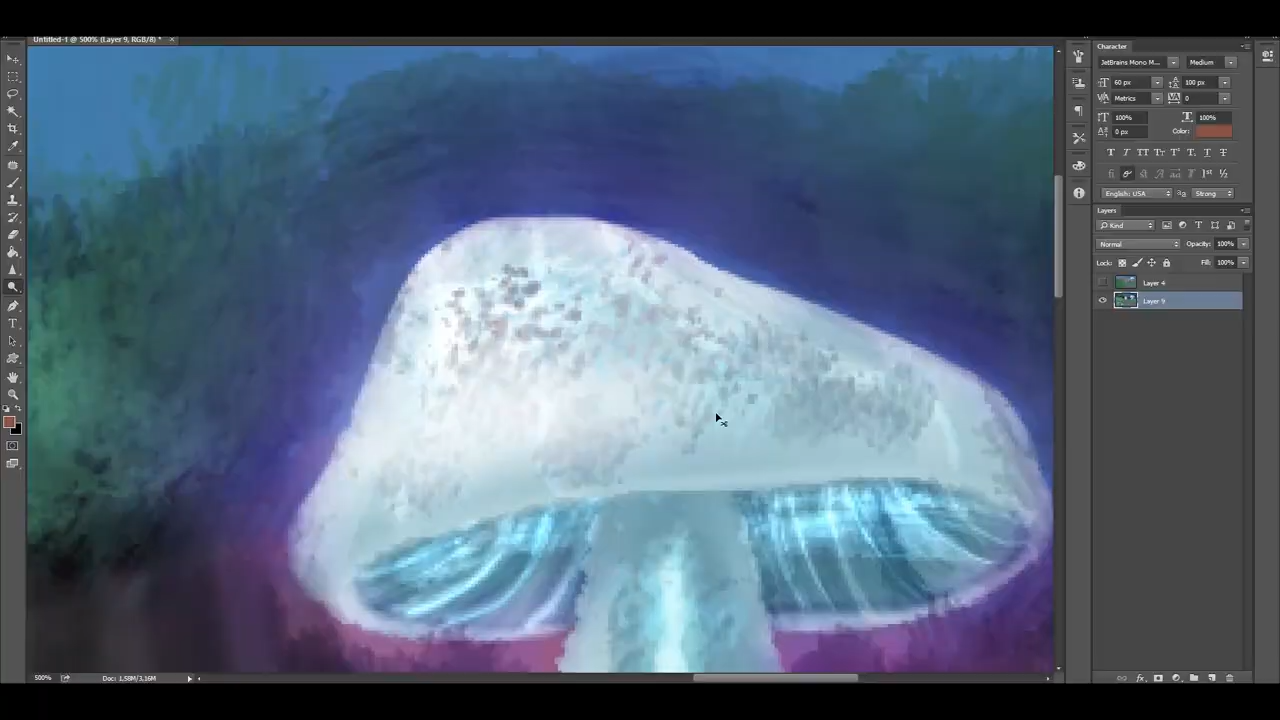 Untitled-1 @ 500% (Layer 9, RGB/8) *
Character
JetBrains Mono M... Medium
60 px 100 px
Metrics 0
100% 100%
0 px Color:
English: USA Strong
Layers
Kind
Normal Opacity: 100%
Lock: Fill: 100%
Layer 4
Layer 9
500% Doc: 1,58M/3,16M